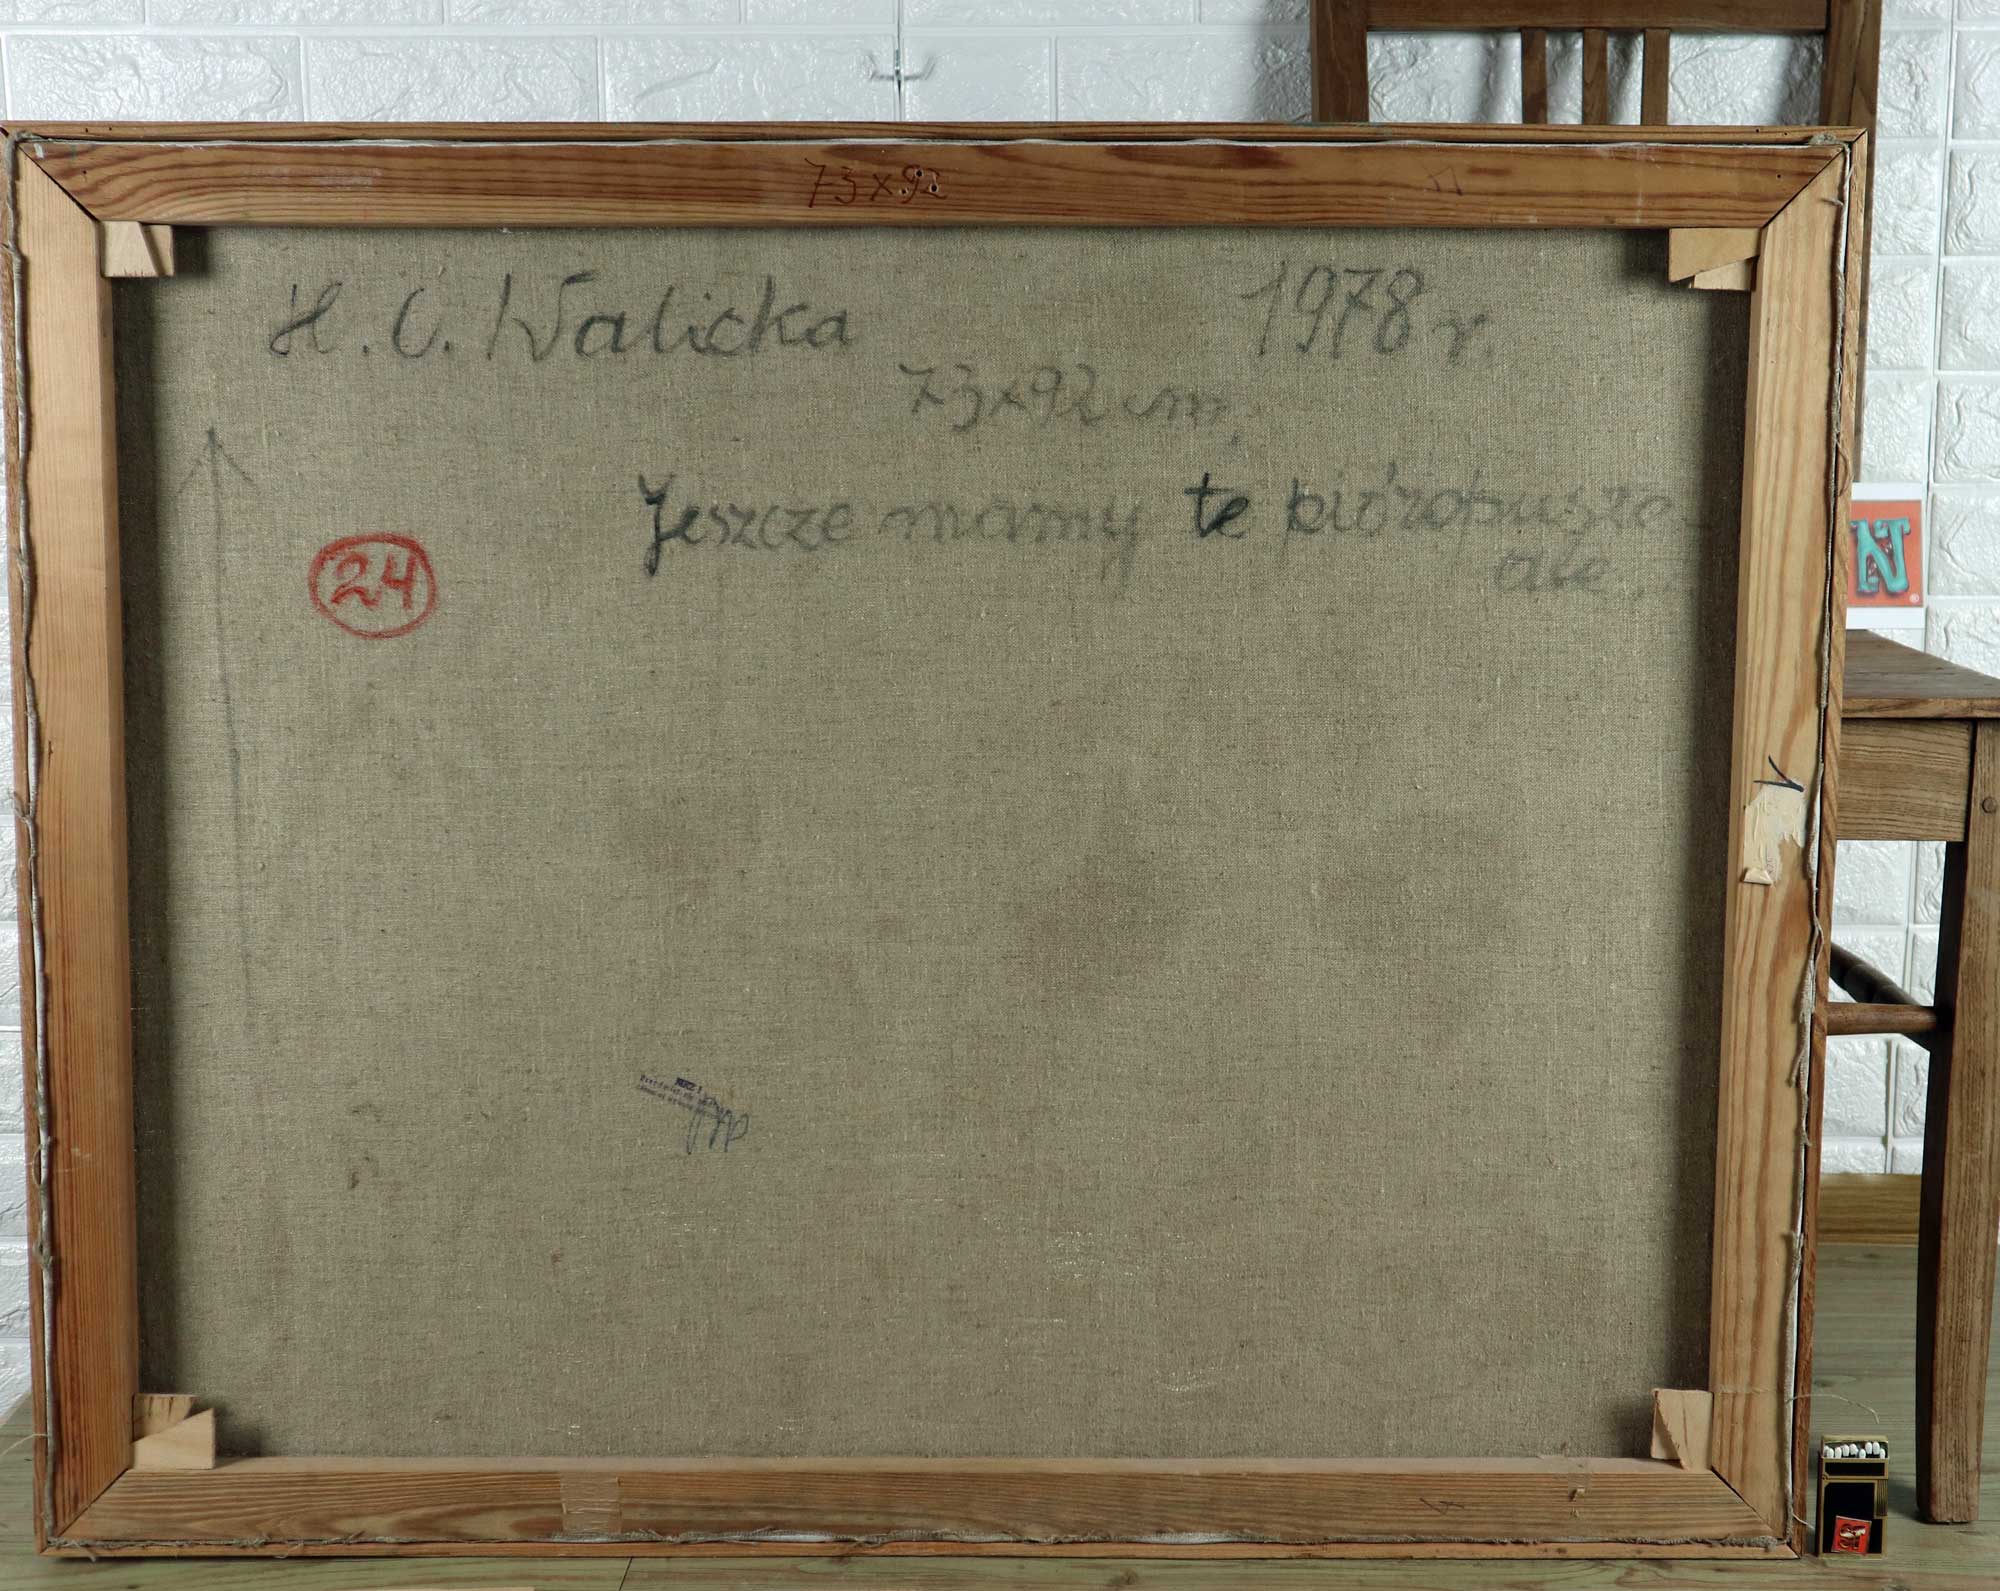 73x92
H. C. Walicka 1978 r.
73x92 cm,
Jeszcze mamy te pióropusze
ale...
24
N